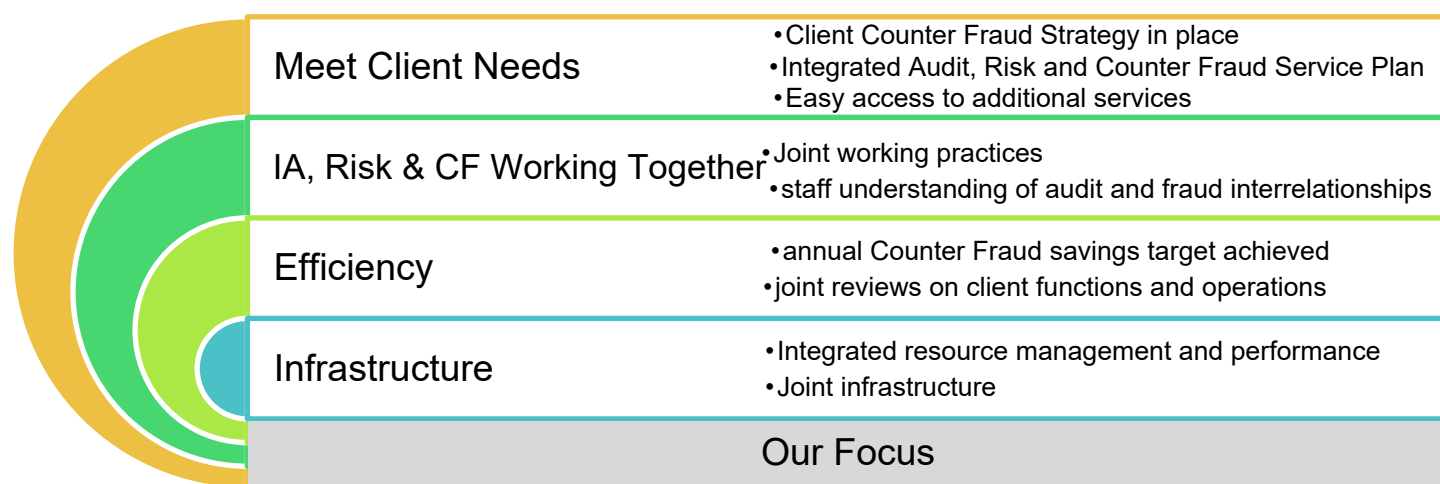 Meet Client Needs
•Client Counter Fraud Strategy in place
•Integrated Audit, Risk and Counter Fraud Service Plan
•Easy access to additional services
IA, Risk & CF Working Together
•Joint working practices
•staff understanding of audit and fraud interrelationships
Efficiency
•annual Counter Fraud savings target achieved
•joint reviews on client functions and operations
Infrastructure
•Integrated resource management and performance
•Joint infrastructure
Our Focus